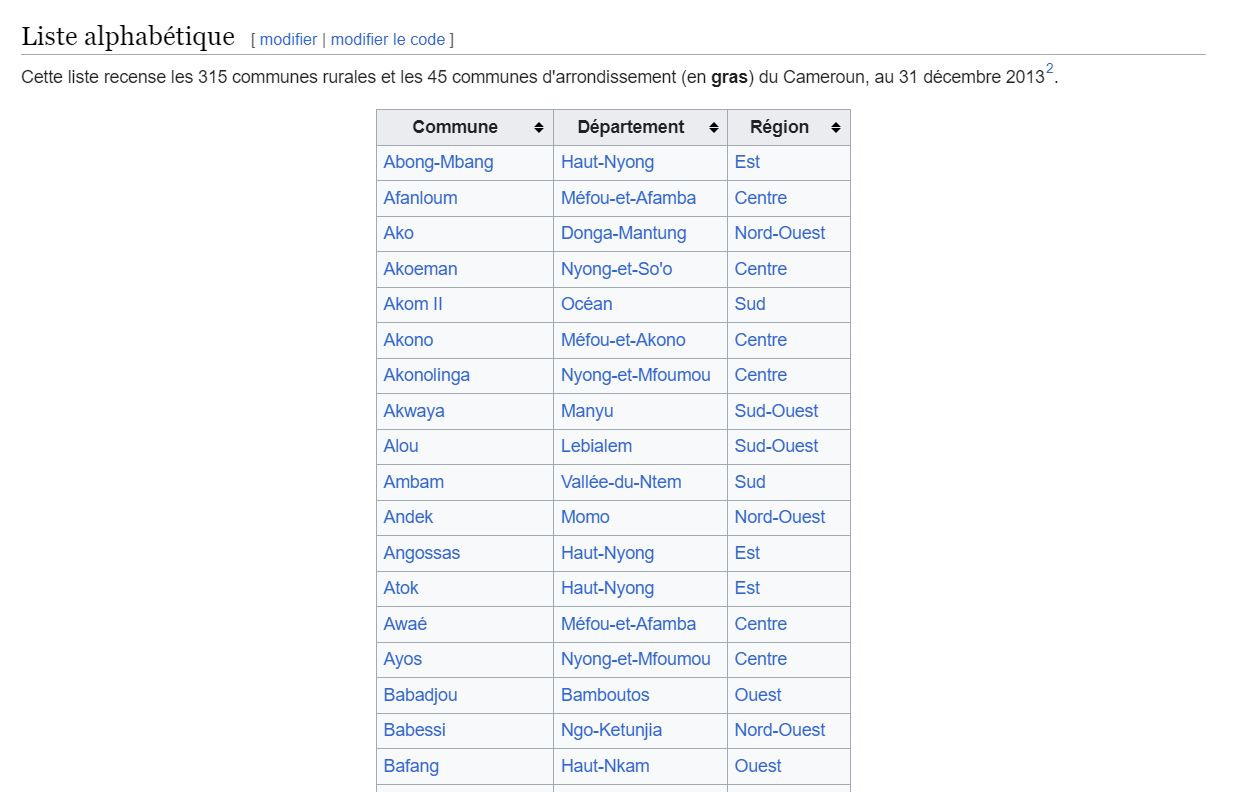 Liste alphabétique [ modifier | modifier le code ]
Cette liste recense les 315 communes rurales et les 45 communes d'arrondissement (en gras) du Cameroun, au 31 décembre 2013².
Commune Département Région
Abong-Mbang Haut-Nyong Est
Afanloum Méfou-et-Afamba Centre
Ako Donga-Mantung Nord-Ouest
Akoeman Nyong-et-So'o Centre
Akom II Océan Sud
Akono Méfou-et-Akono Centre
Akonolinga Nyong-et-Mfoumou Centre
Akwaya Manyu Sud-Ouest
Alou Lebialem Sud-Ouest
Ambam Vallée-du-Ntem Sud
Andek Momo Nord-Ouest
Angossas Haut-Nyong Est
Atok Haut-Nyong Est
Awaé Méfou-et-Afamba Centre
Ayos Nyong-et-Mfoumou Centre
Babadjou Bamboutos Ouest
Babessi Ngo-Ketunjia Nord-Ouest
Bafang Haut-Nkam Ouest